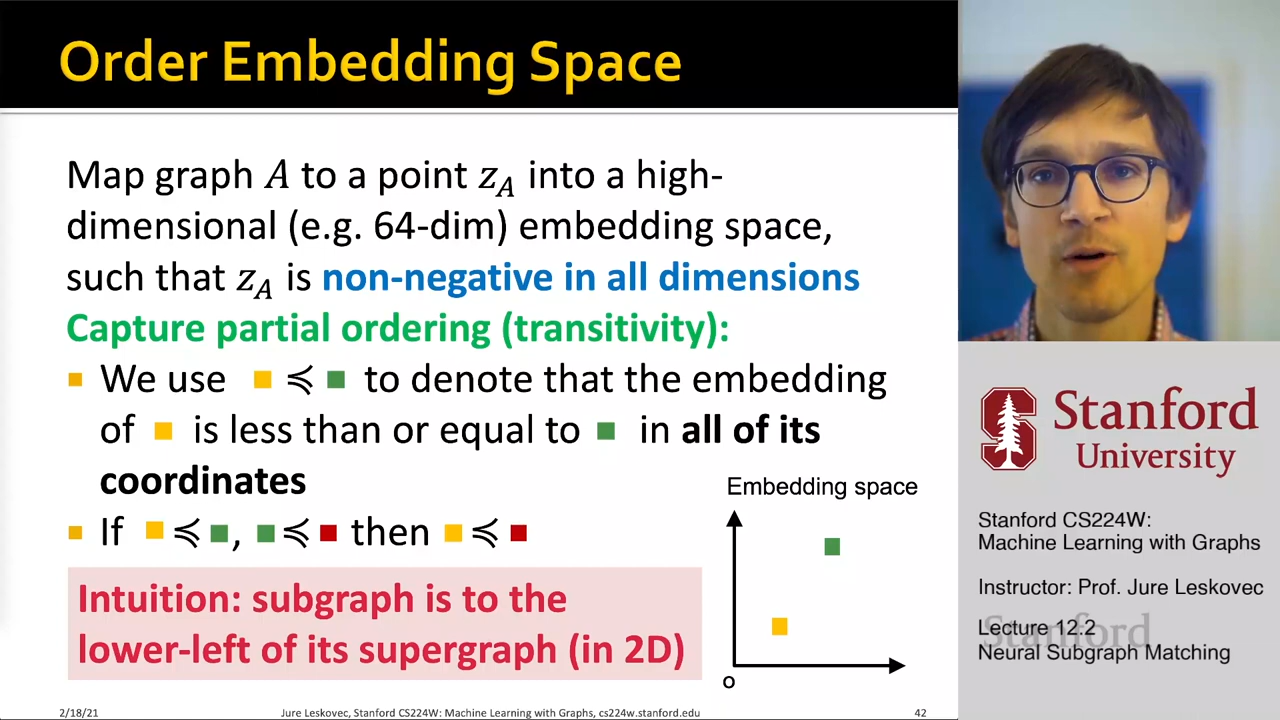 Order Embedding Space
Map graph A to a point z_A into a high-
dimensional (e.g. 64-dim) embedding space,
such that z_A is non-negative in all dimensions
Capture partial ordering (transitivity):
We use ≼ to denote that the embedding
of is less than or equal to in all of its
coordinates
If ≼ , ≼ then ≼
Intuition: subgraph is to the
lower-left of its supergraph (in 2D)
Embedding space
O
2/18/21
Jure Leskovec, Stanford CS224W: Machine Learning with Graphs, cs224w.stanford.edu
42
S
Stanford
University
Stanford CS224W:
Machine Learning with Graphs
Instructor: Prof. Jure Leskovec
Stanford
Lecture 12.2
Neural Subgraph Matching